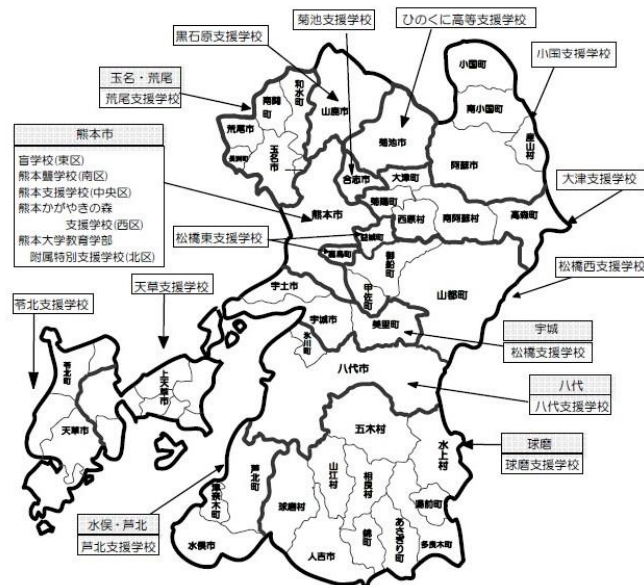 菊池支援学校
ひのくに高等支援学校
黒石原支援学校
小国支援学校
玉名・荒尾
荒尾支援学校
熊本市
盲学校(東区)
熊本聾学校(南区)
熊本支援学校(中央区)
熊本かがやきの森
支援学校(西区)
熊本大学教育学部
附属特別支援学校(北区)
大津支援学校
松橋東支援学校
松橋西支援学校
天草支援学校
苓北支援学校
宇城
松橋支援学校
八代
八代支援学校
球磨
球磨支援学校
水俣・芦北
芦北支援学校
小国町
南小国町
産山村
阿蘇市
和水町
南関町
山鹿市
菊池市
荒尾市
長洲町
玉名市
合志市
大津町
菊陽町
熊本市
西原村
南阿蘇村
高森町
益城町
嘉島町
御船町
甲佐町
山都町
宇土市
宇城市
美里町
氷川町
八代市
苓北町
上天草市
天草市
五木村
水上村
山江村
相良村
芦北町
津奈木町
球磨村
湯前町
錦町
あさぎり町
多良木町
水俣市
人吉市